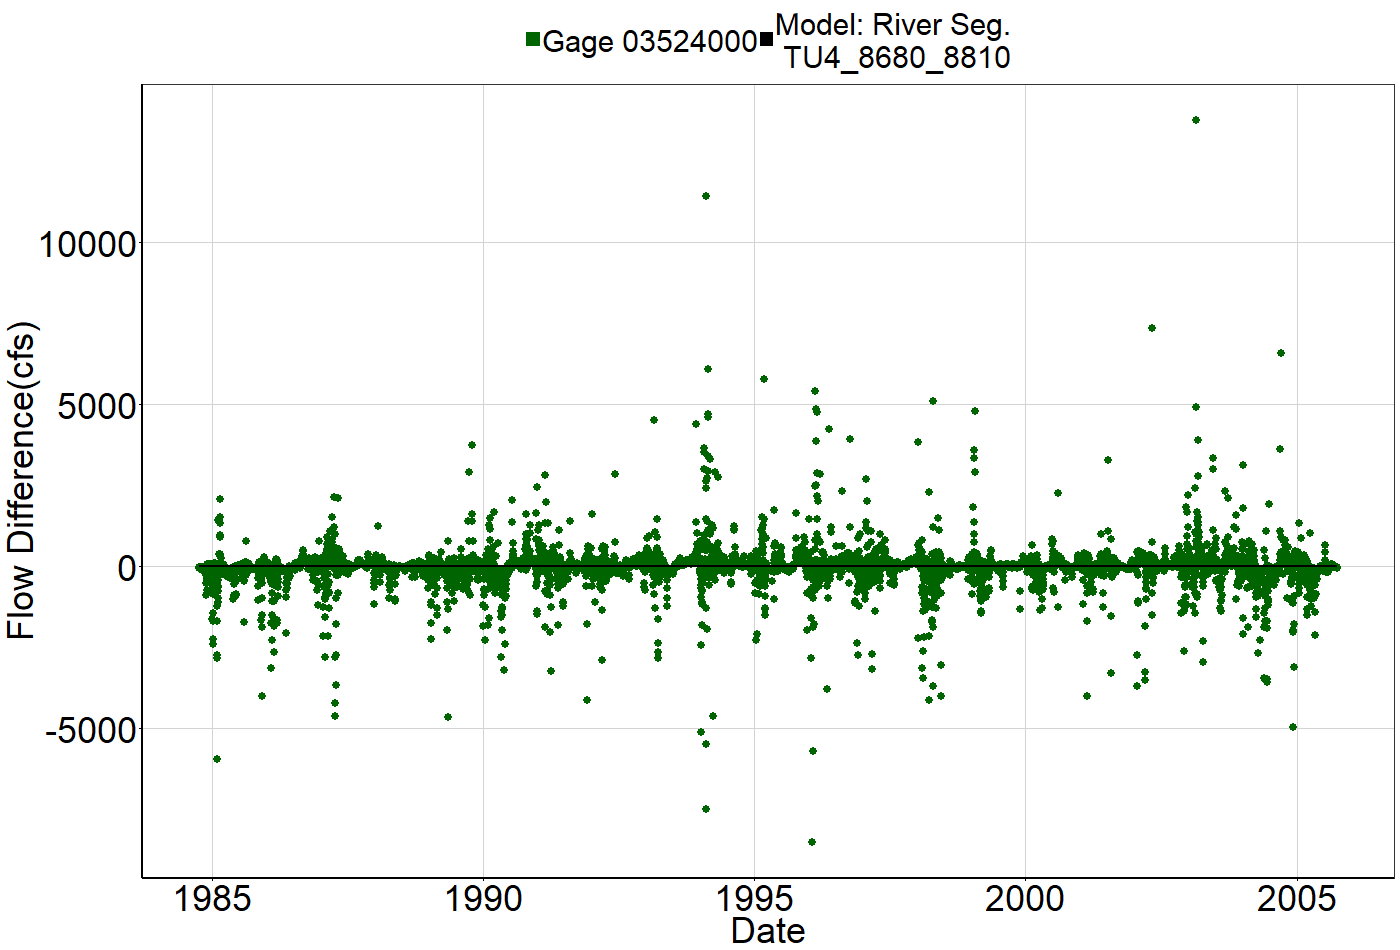 Gage 03524000
Model: River Seg.
TU4_8680_8810
Flow Difference(cfs)
10000
5000
0
-5000
1985 1990 1995 2000 2005
Date